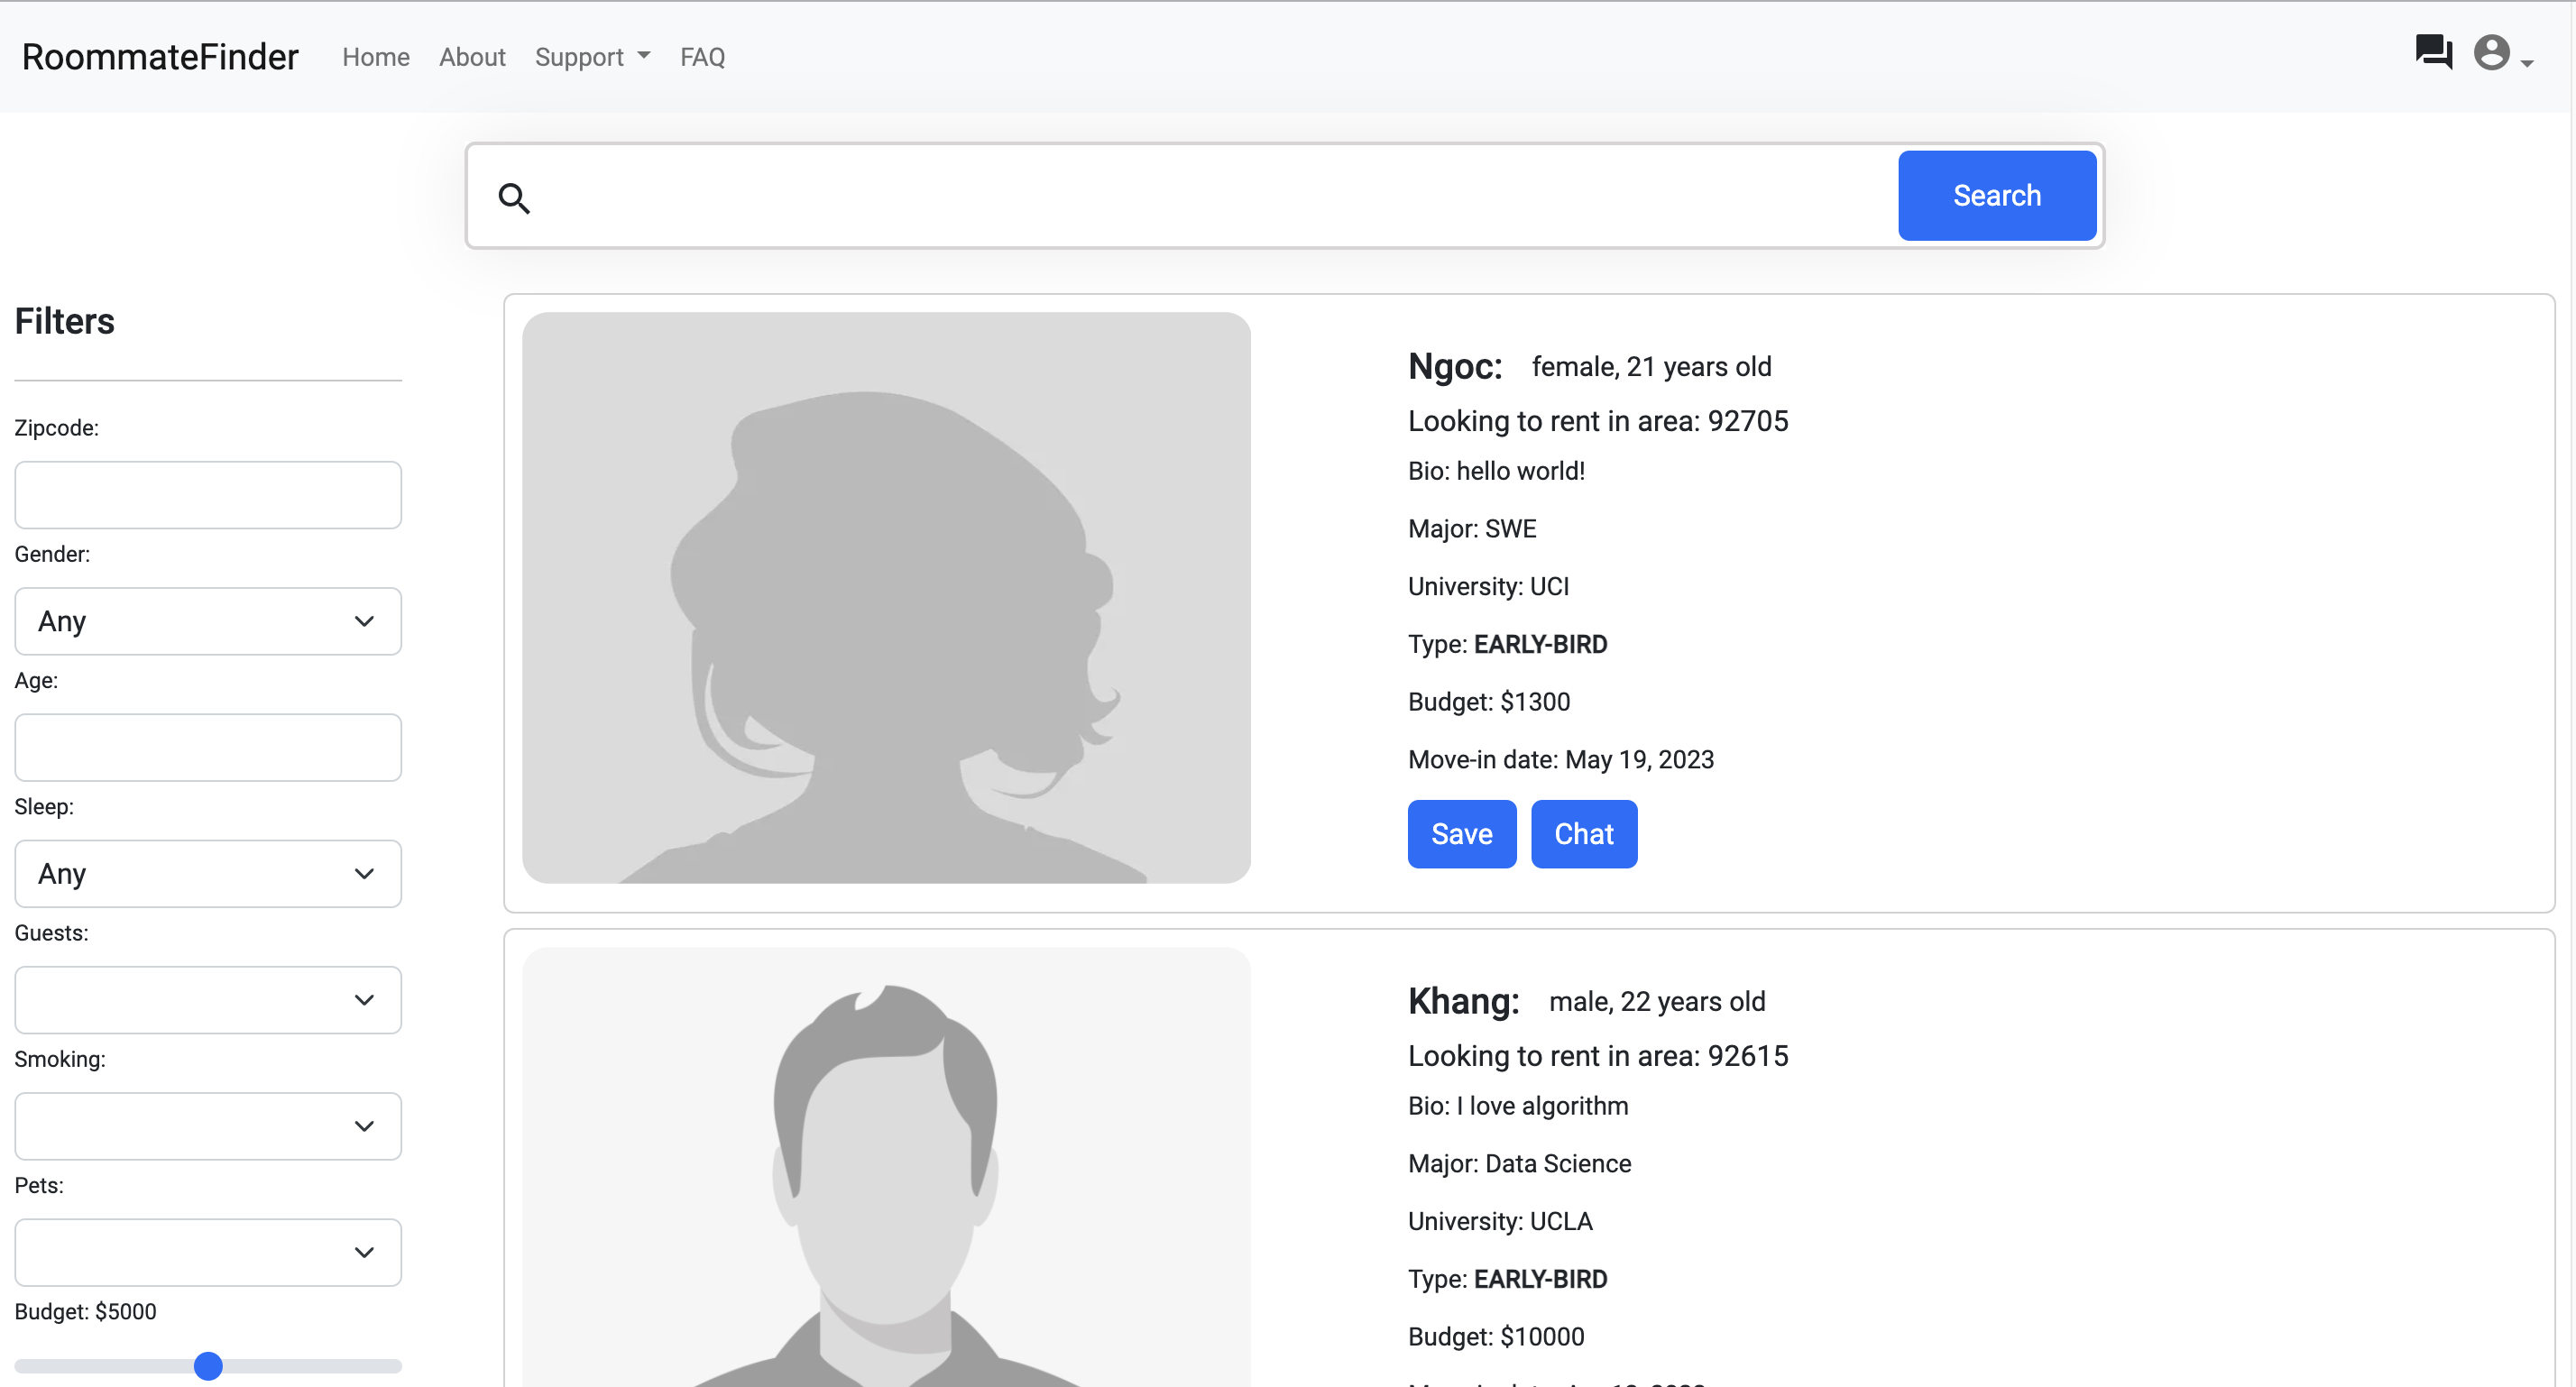 RoommateFinder Home About Support FAQ
Search
Filters
Zipcode:
Gender:
Any
Age:
Sleep:
Any
Guests:
Smoking:
Pets:
Budget: $5000
Ngoc: female, 21 years old
Looking to rent in area: 92705
Bio: hello world!
Major: SWE
University: UCI
Type: EARLY-BIRD
Budget: $1300
Move-in date: May 19, 2023
Save Chat
Khang: male, 22 years old
Looking to rent in area: 92615
Bio: I love algorithm
Major: Data Science
University: UCLA
Type: EARLY-BIRD
Budget: $10000